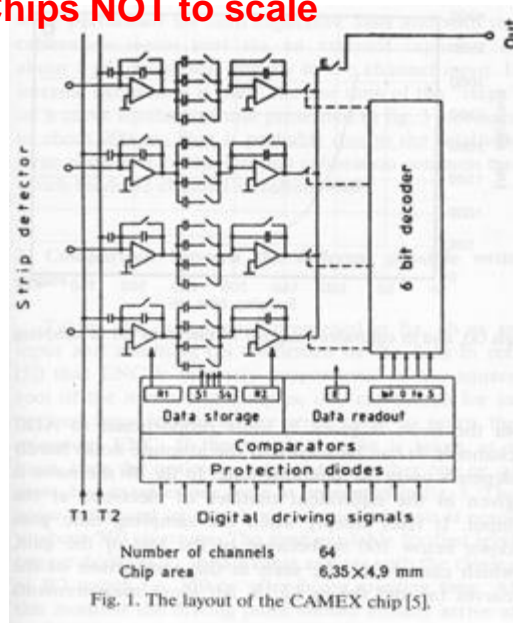 Chips NOT to scale
Out
Strip detector
6 bit decoder
R1 S1 S4 R2 E bit 0 to 5
Data storage Data readout
Comparators
Protection diodes
T1 T2 Digital driving signals
Number of channels 64
Chip area 6,35×4,9 mm
Fig. 1. The layout of the CAMEX chip [5].